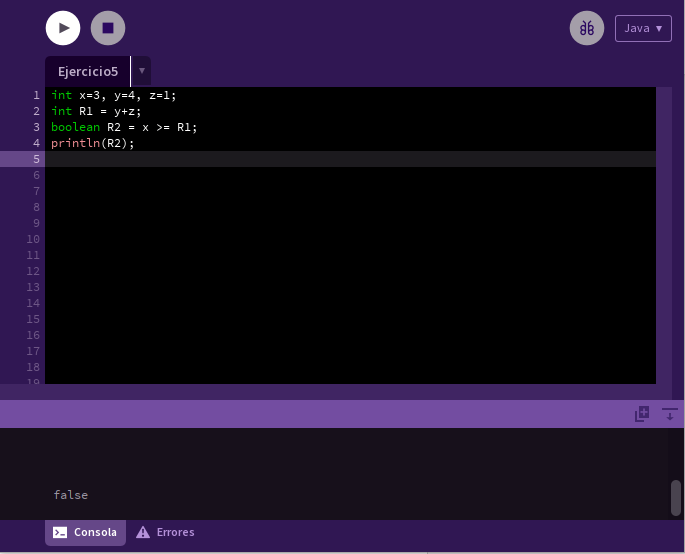 Java ▾
Ejercicio5 ▾
1 int x=3, y=4, z=1;
2 int R1 = y+z;
3 boolean R2 = x >= R1;
4 println(R2);
5
6
7
8
9
10
11
12
13
14
15
16
17
18
19
false
Consola Errores